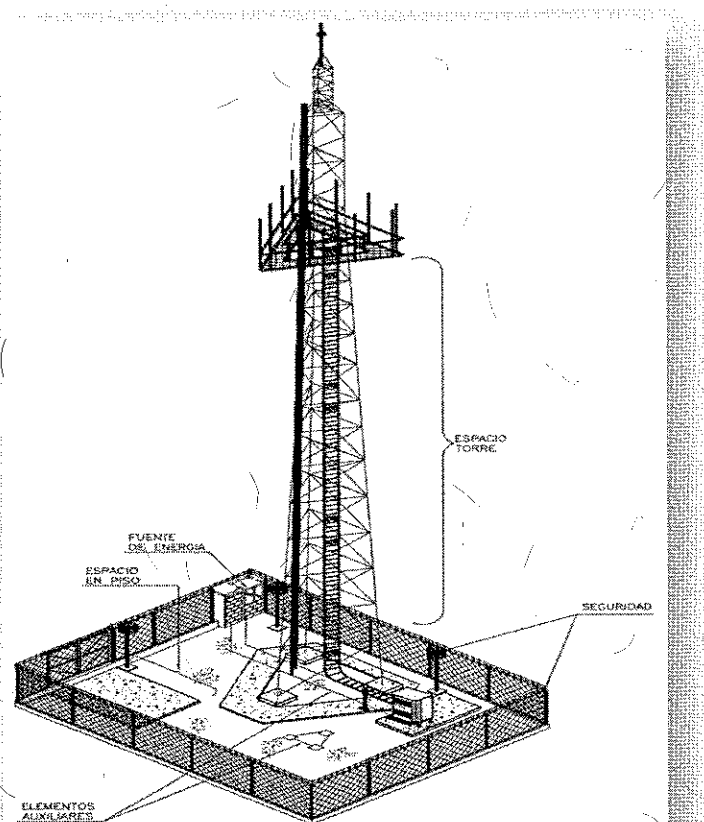 ESPACIO
TORRE
FUENTE
DE ENERGIA
ESPACIO
EN PISO
SEGURIDAD
ELEMENTOS
AUXILIARES